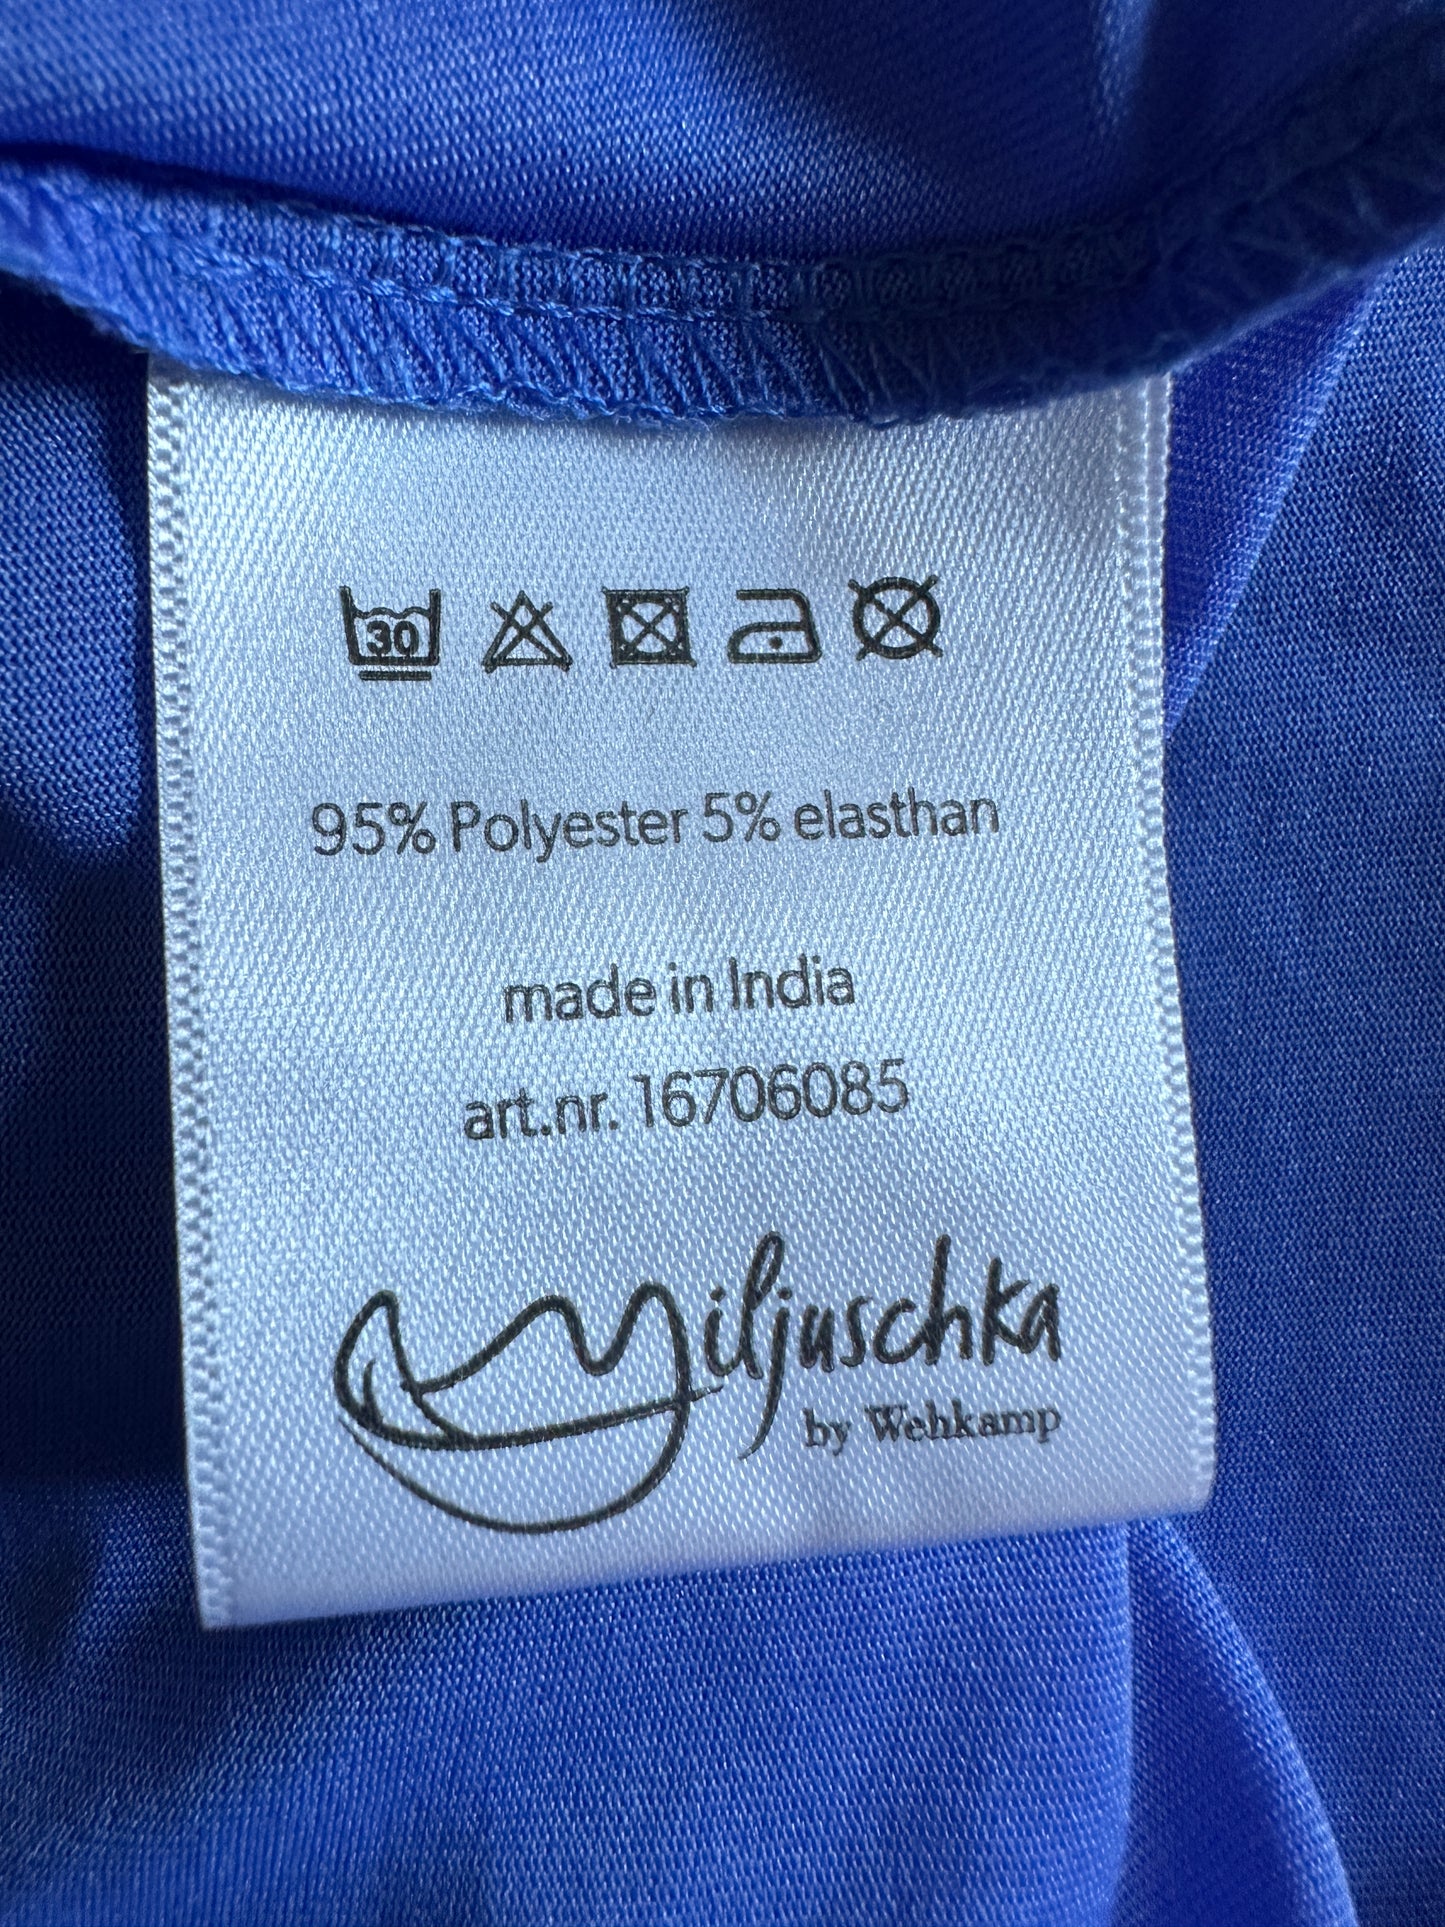 30
95% Polyester 5% elasthan
made in India
art.nr. 16706085
Miljuschka
by Wehkamp